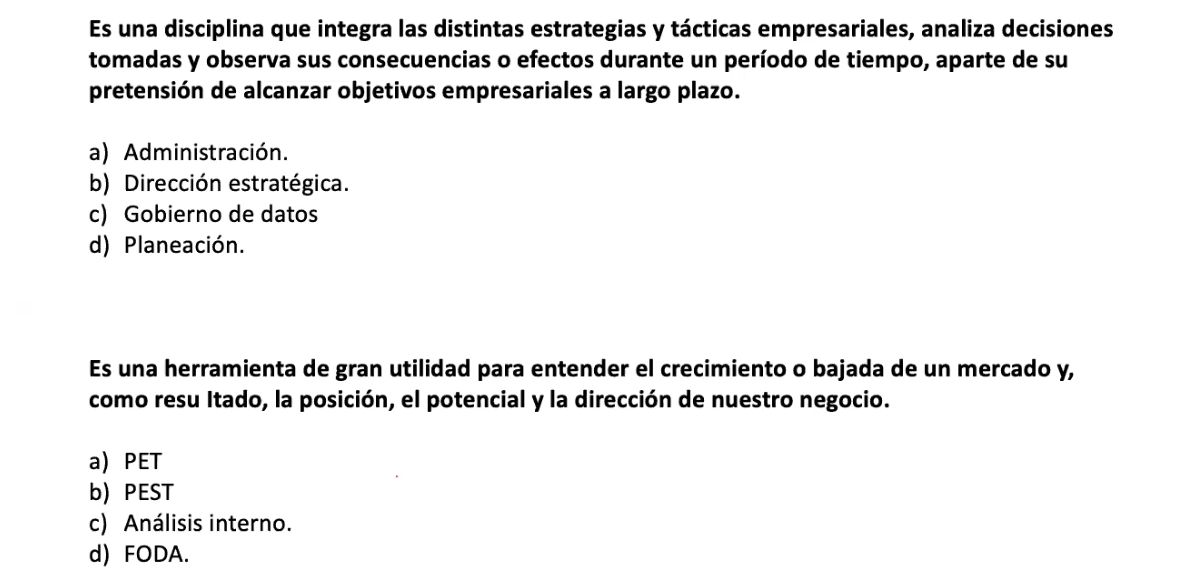 Es una disciplina que integra las distintas estrategias y tácticas empresariales, analiza decisiones
tomadas y observa sus consecuencias o efectos durante un período de tiempo, aparte de su
pretensión de alcanzar objetivos empresariales a largo plazo.
a) Administración.
b) Dirección estratégica.
c) Gobierno de datos
d) Planeación.
Es una herramienta de gran utilidad para entender el crecimiento o bajada de un mercado y,
como resu ltado, la posición, el potencial y la dirección de nuestro negocio.
a) PET
b) PEST
c) Análisis interno.
d) FODA.